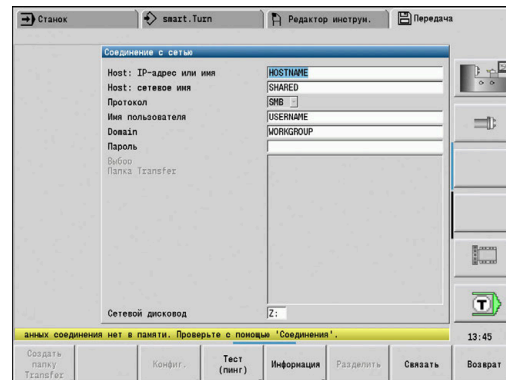 Станок
smart.Turn
Редактор инструм.
Передача
Соединение с сетью
Host: IP-адрес или имя HOSTNAME
Host: сетевое имя SHARED
Протокол SMB
Имя пользователя USERNAME
Domain WORKGROUP
Пароль
Выбор
Папка Transfer
Сетевой дисковод Z:
анных соединения нет в памяти. Проверьте с помощью 'Соединения'.
13:45
Создать папку Transfer
Конфиг.
Тест (пинг)
Информация
Разделить
Связать
Возврат
T